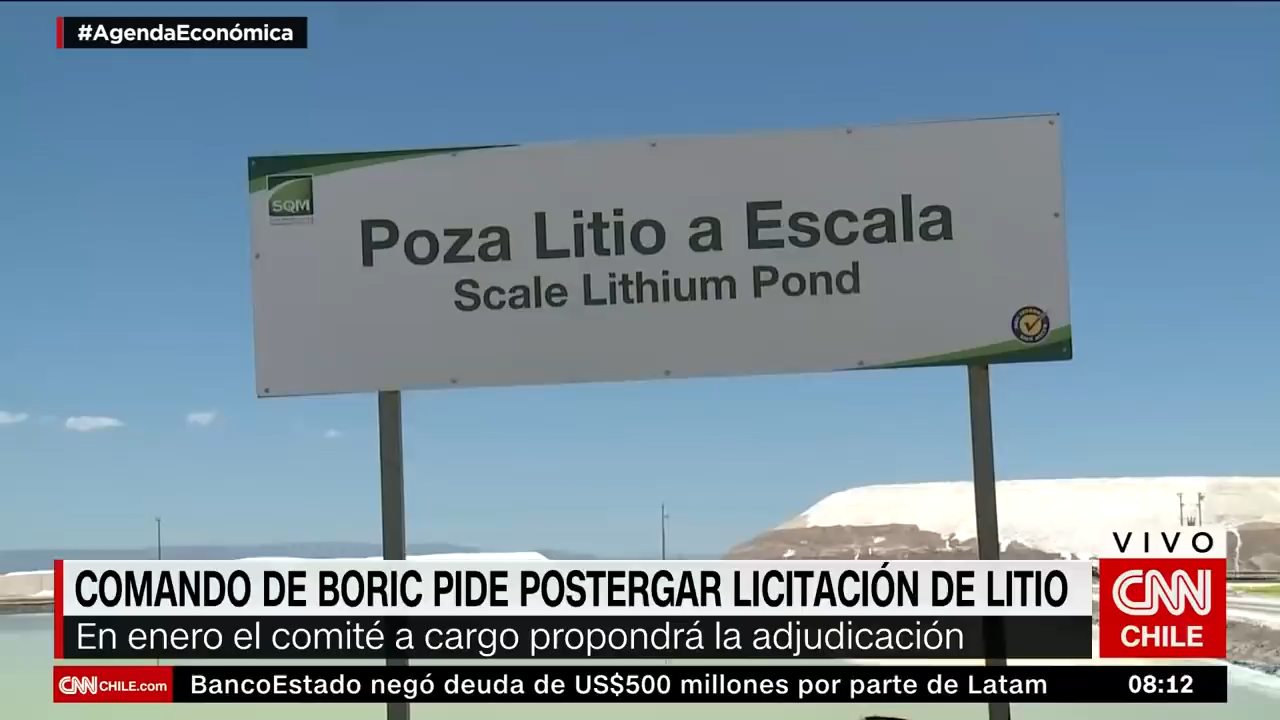 #AgendaEconómica
SQM
Poza Litio a Escala
Scale Lithium Pond
VIVO
COMANDO DE BORIC PIDE POSTERGAR LICITACIÓN DE LITIO
CNN
En enero el comité a cargo propondrá la adjudicación
CHILE
CNNCHILE.com
BancoEstado negó deuda de US$500 millones por parte de Latam
08:12